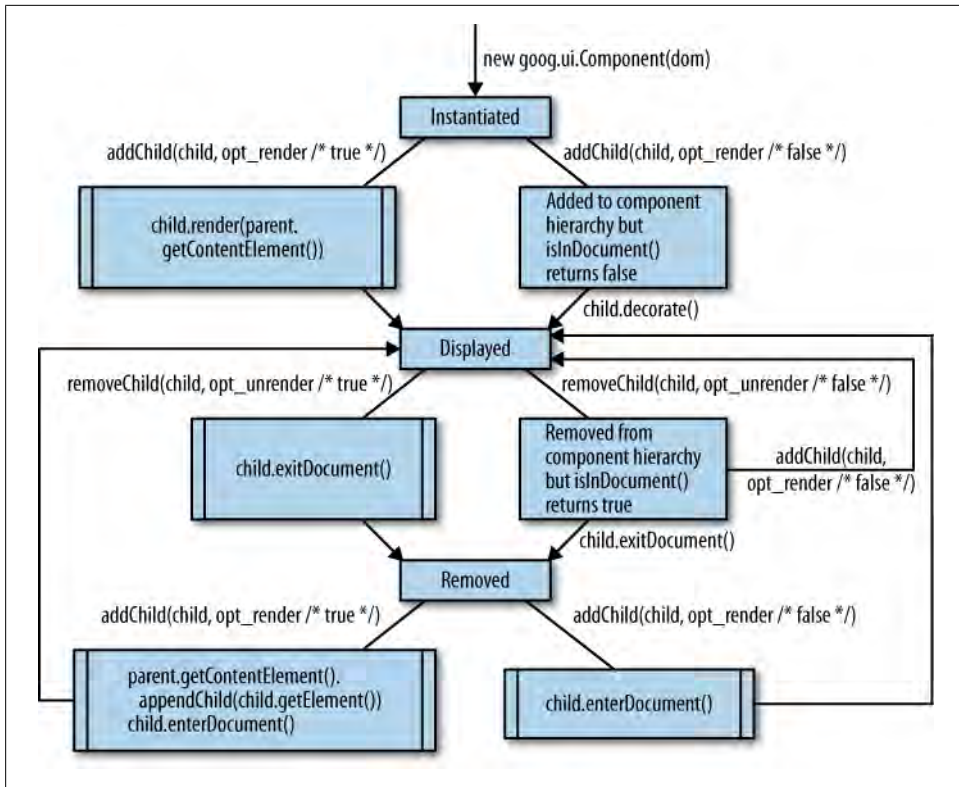 new goog.ui.Component(dom)
Instantiated
addChild(child, opt_render /* true */)
addChild(child, opt_render /* false */)
child.render(parent.
getContentElement())
Added to component
hierarchy but
isInDocument()
returns false
child.decorate()
Displayed
removeChild(child, opt_unrender /* true */)
removeChild(child, opt_unrender /* false */)
child.exitDocument()
Removed from
component hierarchy
but isInDocument()
returns true
addChild(child,
opt_render /* false */)
child.exitDocument()
Removed
addChild(child, opt_render /* true */)
addChild(child, opt_render /* false */)
parent.getContentElement().
appendChild(child.getElement())
child.enterDocument()
child.enterDocument()